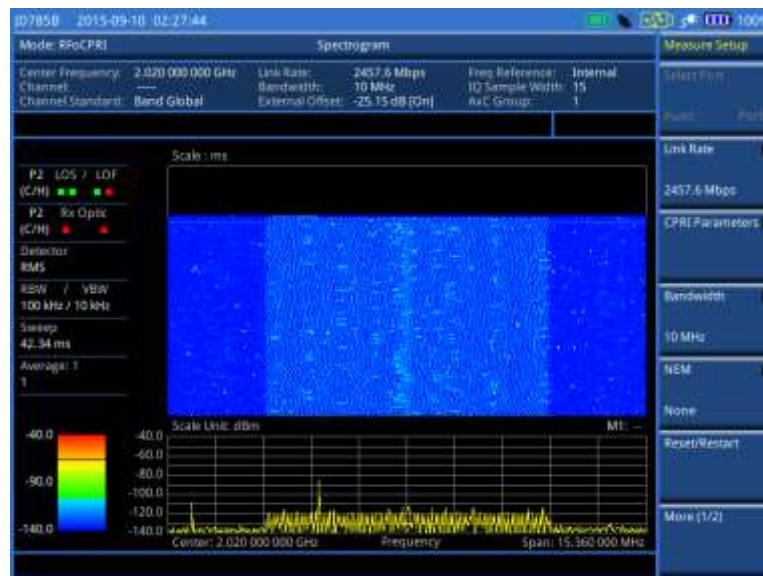 JD785B 2015-09-10 02:27:44
100%
Mode: RFoCPRI
Spectrogram
Measure Setup
Center Frequency: 2.020 000 000 GHz
Link Rate: 2457.6 Mbps
Freq Reference: Internal
Channel: ----
Bandwidth: 10 MHz
IQ Sample Width: 15
Channel Standard: Band Global
External Offset: -25.15 dB [On]
AxC Group: 1
Select Port
Port
Scale : ms
P2 LOS / LOF
(C/H)
P2 Rx Optic
(C/H)
Detector
RMS
RBW / VBW
100 kHz / 10 kHz
Sweep
42.34 ms
Average: 1
1
Link Rate
2457.6 Mbps
CPRI Parameters
Bandwidth
10 MHz
NEM
None
Reset/Restart
More (1/2)
Scale Unit: dBm
M1: --
-40.0
-90.0
-140.0
-40.0
-60.0
-80.0
-100.0
-120.0
-140.0
Center: 2.020 000 000 GHz
Frequency
Span: 15.360 000 MHz